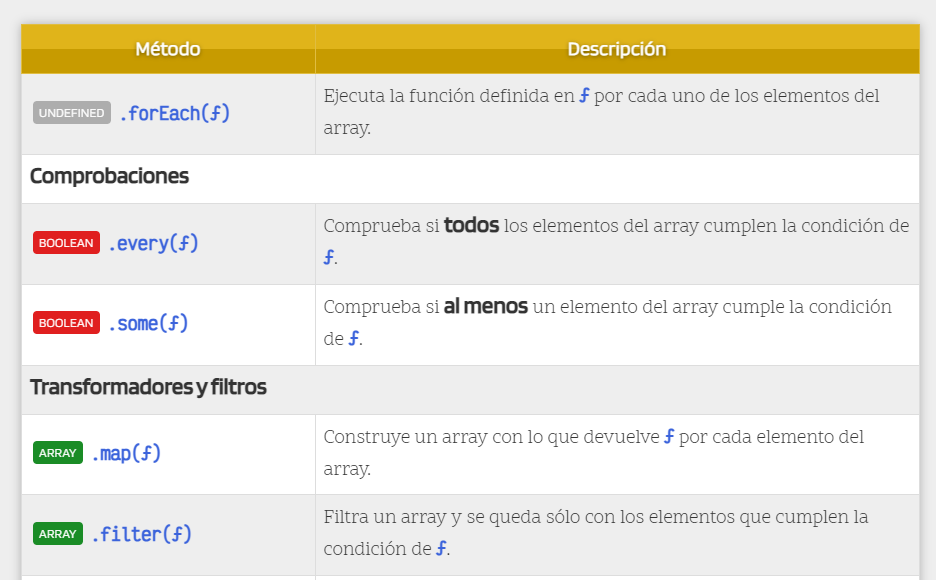 Método Descripción
UNDEFINED .forEach(ƒ) Ejecuta la función definida en ƒ por cada uno de los elementos del
array.
Comprobaciones
BOOLEAN .every(ƒ) Comprueba si todos los elementos del array cumplen la condición de
ƒ.
BOOLEAN .some(ƒ) Comprueba si al menos un elemento del array cumple la condición
de ƒ.
Transformadores y filtros
ARRAY .map(ƒ) Construye un array con lo que devuelve ƒ por cada elemento del
array.
ARRAY .filter(ƒ) Filtra un array y se queda sólo con los elementos que cumplen la
condición de ƒ.